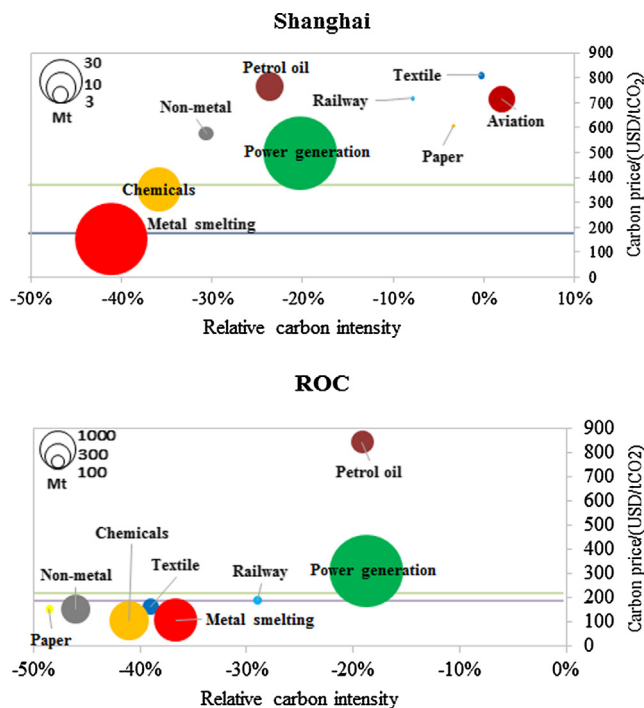 Shanghai
30
10
3
Mt
Petrol oil
Textile
Non-metal
Railway
Aviation
Paper
Power generation
Chemicals
Metal smelting
900
800
700
600
500
400
300
200
100
0
Carbon price/(USD/tCO₂)
-50% -40% -30% -20% -10% 0% 10%
Relative carbon intensity
ROC
1000
300
100
Mt
Petrol oil
Chemicals
Non-metal
Textile
Railway
Power generation
Paper
Metal smelting
900
800
700
600
500
400
300
200
100
0
Carbon price/(USD/tCO2)
-50% -40% -30% -20% -10% 0%
Relative carbon intensity